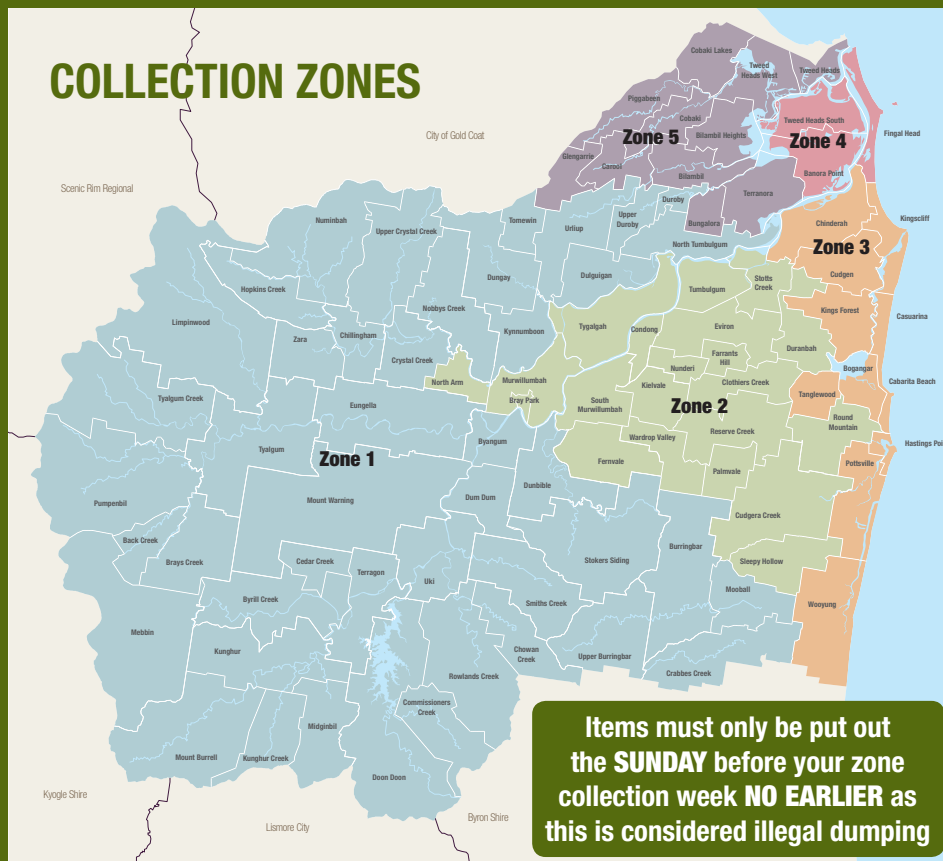 COLLECTION ZONES
Cobaki Lakes
Tweed
Heads West
Tweed Heads
Piggabeen
Cobaki
Tweed Heads South
City of Gold Coat
Zone 5
Bilambil Heights
Zone 4
Fingal Head
Glengarrie
Carool
Bilambil
Banora Point
Scenic Rim Regional
Terranora
Duroby
Numinbah
Upper Crystal Creek
Tomewin
Urliup
Upper
Duroby
Bungalora
Chinderah
Kingscliff
North Tumbulgum
Zone 3
Dungay
Dulguigan
Cudgen
Hopkins Creek
Tumbulgum
Stotts
Creek
Limpinwood
Nobbys Creek
Kings Forest
Casuarina
Zara
Chillingham
Kynnumboon
Tygalgah
Condong
Eviron
Duranbah
Crystal Creek
Farrants
Hill
Nunderi
Bogangar
North Arm
Murwillumbah
Kielvale
Clothiers Creek
Cabarita Beach
Tyalgum Creek
Bray Park
Tanglewood
Eungella
South
Murwillumbah
Zone 2
Round
Mountain
Reserve Creek
Tyalgum
Byangum
Wardrop Valley
Hastings Poi
Zone 1
Fernvale
Palmvale
Pottsville
Mount Warning
Dum Dum
Dunbible
Pumpenbil
Cudgera Creek
Back Creek
Burringbar
Brays Creek
Cedar Creek
Stokers Siding
Sleepy Hollow
Terragon
Uki
Mooball
Byrill Creek
Smiths Creek
Wooyung
Mebbin
Kunghur
Chowan
Creek
Upper Burringbar
Rowlands Creek
Crabbes Creek
Commissioners
Creek
Midginbil
Mount Burrell
Kunghur Creek
Doon Doon
Kyogle Shire
Lismore City
Byron Shire
Items must only be put out
the SUNDAY before your zone
collection week NO EARLIER as
this is considered illegal dumping